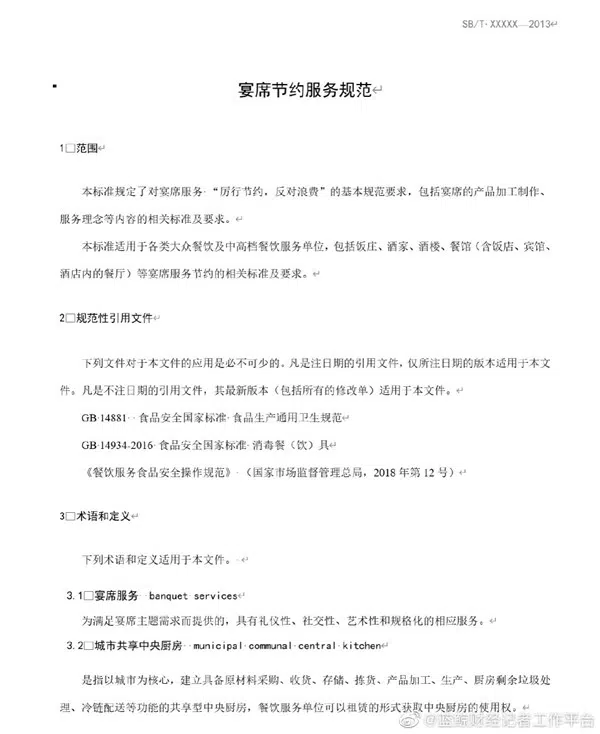 SB/T XXXXX—2013
宴席节约服务规范
1□范围
本标准规定了对宴席服务“厉行节约，反对浪费”的基本规范要求，包括宴席的产品加工制作、
服务理念等内容的相关标准及要求。
本标准适用于各类大众餐饮及中高档餐饮服务单位，包括饭庄、酒家、酒楼、餐馆（含饭店、宾馆、
酒店内的餐厅）等宴席服务节约的相关标准及要求。
2□规范性引用文件
下列文件对于本文件的应用是必不可少的。凡是注日期的引用文件，仅所注日期的版本适用于本文
件。凡是不注日期的引用文件，其最新版本（包括所有的修改单）适用于本文件。
GB 14881 食品安全国家标准 食品生产通用卫生规范
GB 14934-2016 食品安全国家标准 消毒餐（饮）具
《餐饮服务食品安全操作规范》（国家市场监督管理总局，2018 年第 12 号）
3□术语和定义
下列术语和定义适用于本文件。
3.1□宴席服务 banquet services
为满足宴席主题需求而提供的，具有礼仪性、社交性、艺术性和规格化的相应服务。
3.2□城市共享中央厨房 municipal communal central kitchen
是指以城市为核心，建立具备原材料采购、收货、存储、拣货、产品加工、生产、厨房剩余垃圾处
理、冷链配送等功能的共享型中央厨房，餐饮服务单位可以租赁的形式获取中央厨房的使用权。
@蓝鲸财经记者工作平台